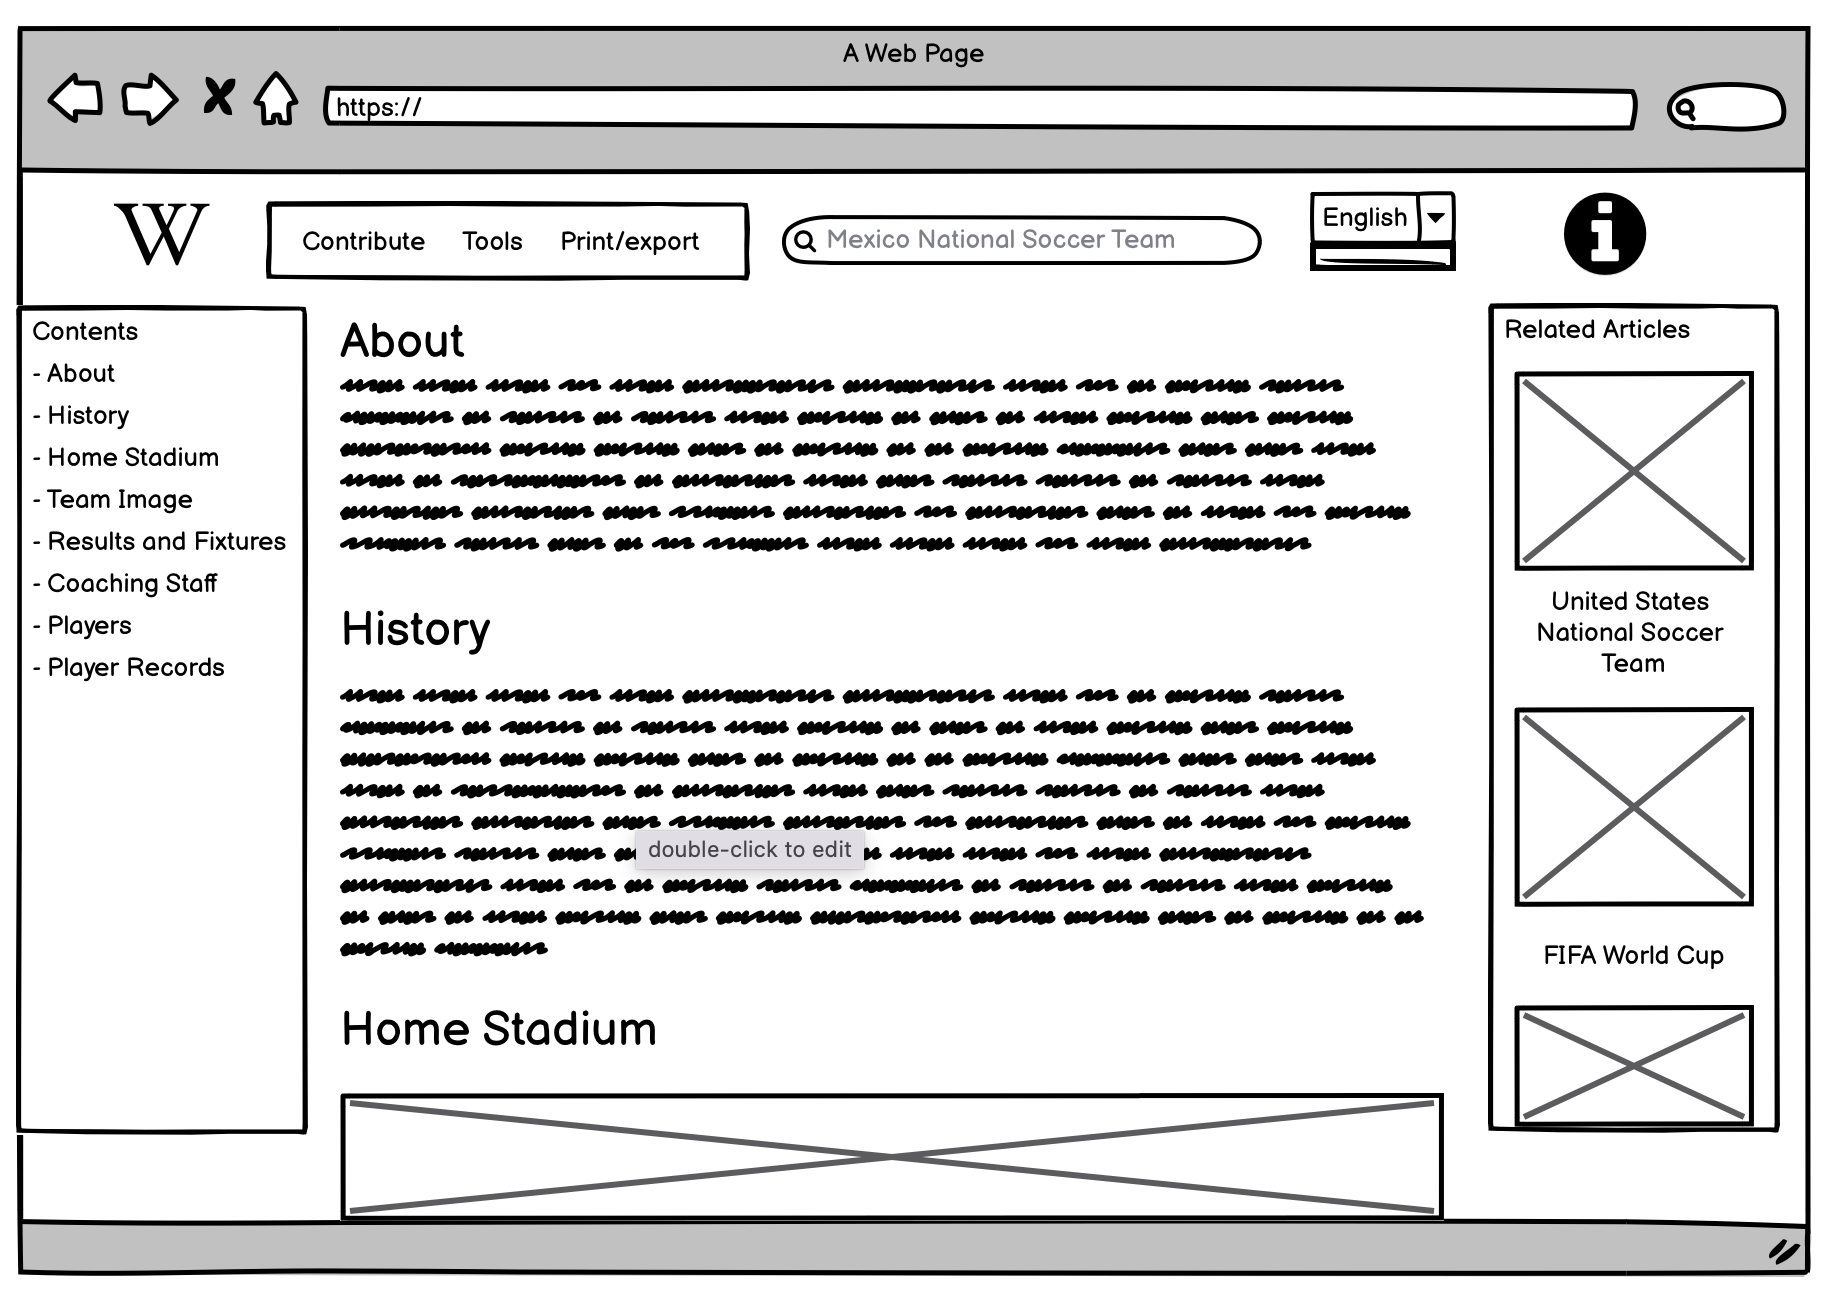 A Web Page
https://
W
Contribute Tools Print/export
Mexico National Soccer Team
English
i
Contents
- About
- History
- Home Stadium
- Team Image
- Results and Fixtures
- Coaching Staff
- Players
- Player Records
About
History
double-click to edit
Home Stadium
Related Articles
United States
National Soccer
Team
FIFA World Cup